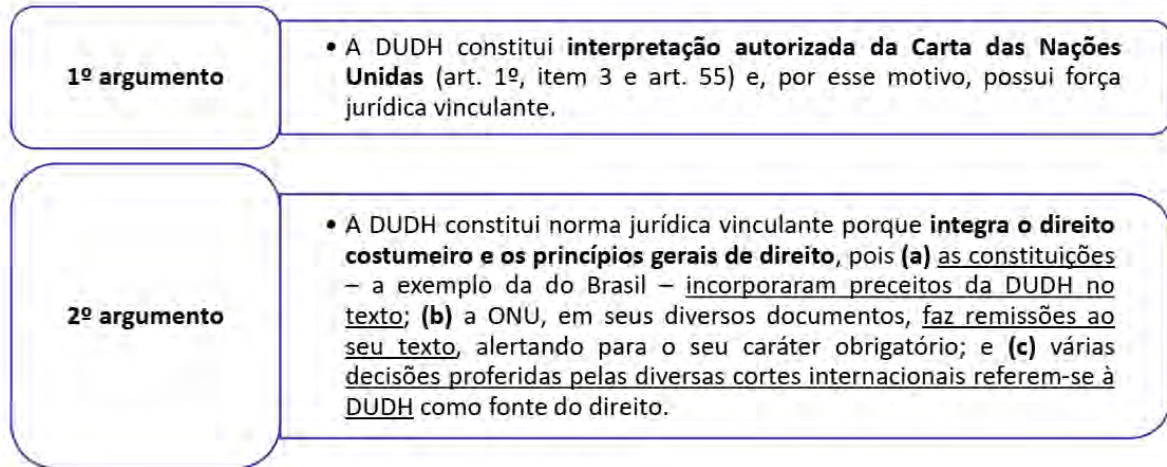 1º argumento
• A DUDH constitui interpretação autorizada da Carta das Nações
Unidas (art. 1º, item 3 e art. 55) e, por esse motivo, possui força
jurídica vinculante.
2º argumento
• A DUDH constitui norma jurídica vinculante porque integra o direito
costumeiro e os princípios gerais de direito, pois (a) as constituições
– a exemplo da do Brasil – incorporaram preceitos da DUDH no
texto; (b) a ONU, em seus diversos documentos, faz remissões ao
seu texto, alertando para o seu caráter obrigatório; e (c) várias
decisões proferidas pelas diversas cortes internacionais referem-se à
DUDH como fonte do direito.